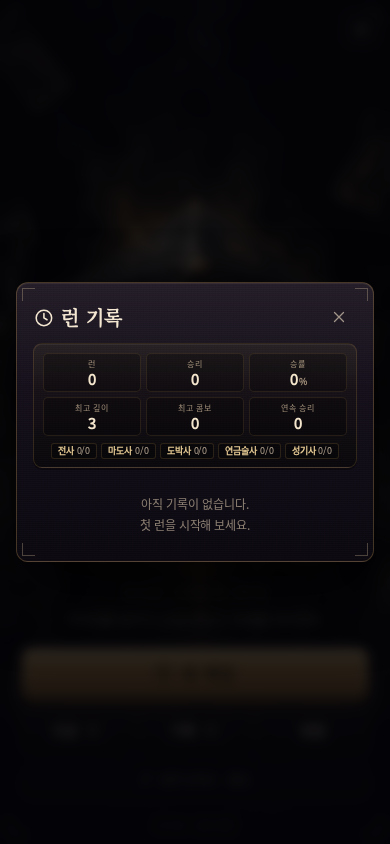 런 기록
런 승리 승률
0 0 0%
최고 깊이 최고 콤보 연속 승리
3 0 0
전사 0/0 마도사 0/0 도박사 0/0 연금술사 0/0 성기사 0/0
아직 기록이 없습니다.
첫 런을 시작해 보세요.